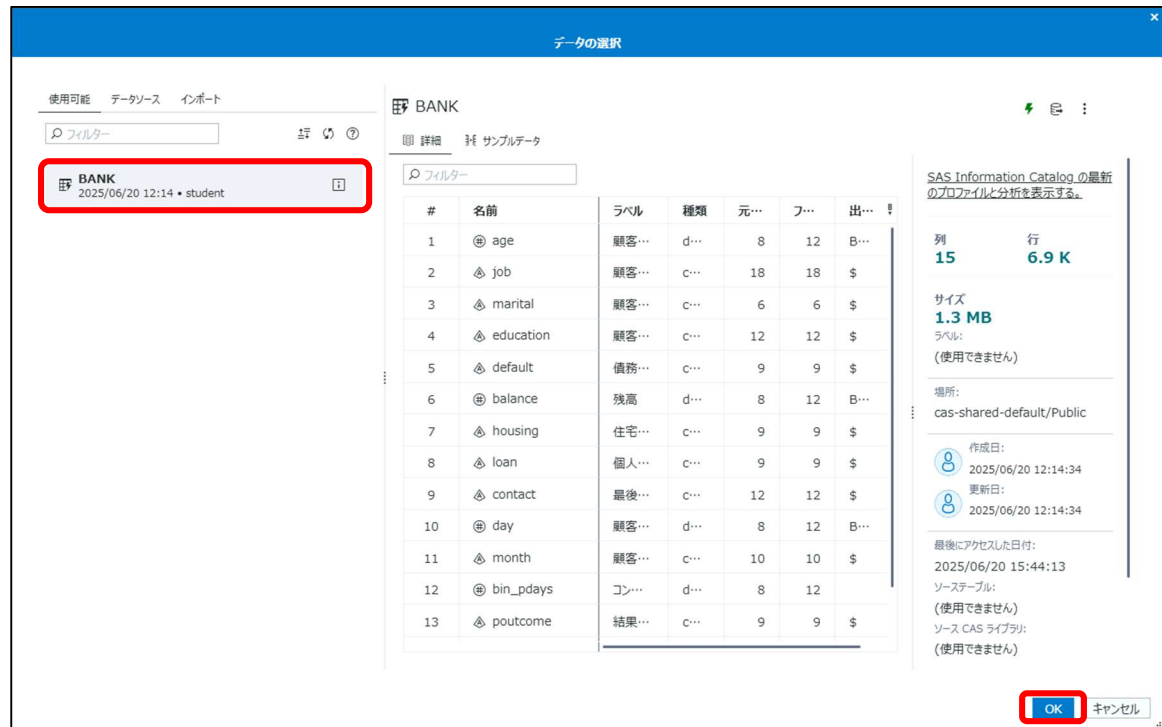 データの選択
使用可能 データソース インポート
フィルター
BANK
2025/06/20 12:14 • student
BANK
詳細 サンプルデータ
フィルター
# 名前 ラベル 種類 元… フ… 出…
1 age 顧客… d… 8 12 B…
2 job 顧客… c… 18 18 $
3 marital 顧客… c… 6 6 $
4 education 顧客… c… 12 12 $
5 default 債務… c… 9 9 $
6 balance 残高 d… 8 12 B…
7 housing 住宅… c… 9 9 $
8 loan 個人… c… 9 9 $
9 contact 最後… c… 12 12 $
10 day 顧客… d… 8 12 B…
11 month 顧客… c… 10 10 $
12 bin_pdays コン… d… 8 12
13 poutcome 結果… c… 9 9 $
SAS Information Catalog の最新
のプロファイルと分析を表示する。
列 行
15 6.9 K
サイズ
1.3 MB
ラベル:
(使用できません)
場所:
cas-shared-default/Public
作成日:
2025/06/20 12:14:34
更新日:
2025/06/20 12:14:34
最後にアクセスした日付:
2025/06/20 15:44:13
ソーステーブル:
(使用できません)
ソース CAS ライブラリ:
(使用できません)
OK キャンセル